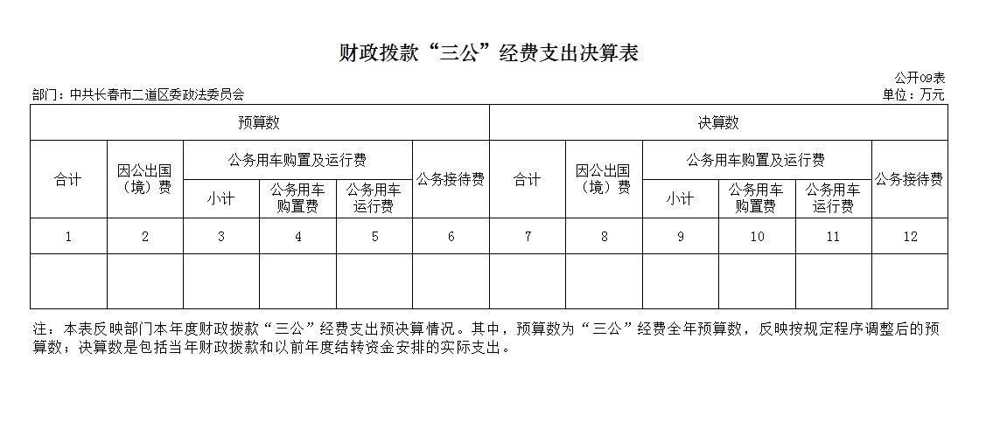 财政拨款“三公”经费支出决算表
公开09表
部门：中共长春市二道区委政法委员会
单位：万元
预算数
决算数
合计
因公出国
（境）费
公务用车购置及运行费
公务接待费
合计
因公出国
（境）费
公务用车购置及运行费
公务接待费
小计
公务用车
购置费
公务用车
运行费
小计
公务用车
购置费
公务用车
运行费
1 2 3 4 5 6 7 8 9 10 11 12
注：本表反映部门本年度财政拨款“三公”经费支出预决算情况。其中，预算数为“三公”经费全年预算数，反映按规定程序调整后的预
算数；决算数是包括当年财政拨款和以前年度结转资金安排的实际支出。